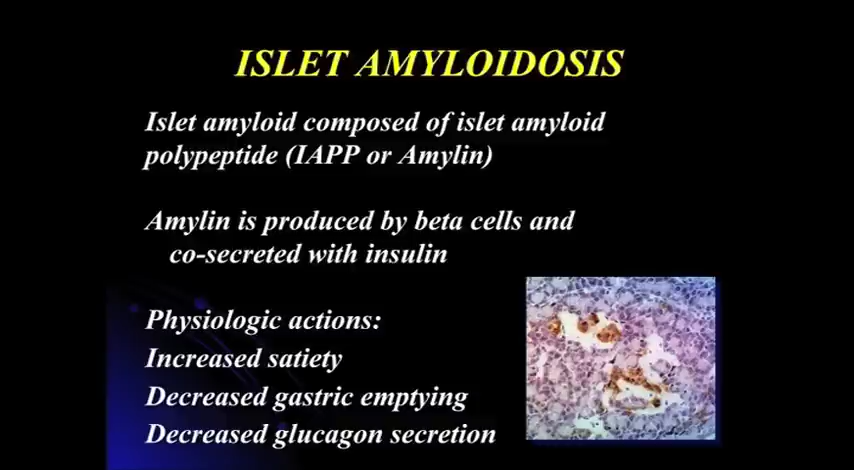 ISLET AMYLOIDOSIS
Islet amyloid composed of islet amyloid
polypeptide (IAPP or Amylin)
Amylin is produced by beta cells and
co-secreted with insulin
Physiologic actions:
Increased satiety
Decreased gastric emptying
Decreased glucagon secretion